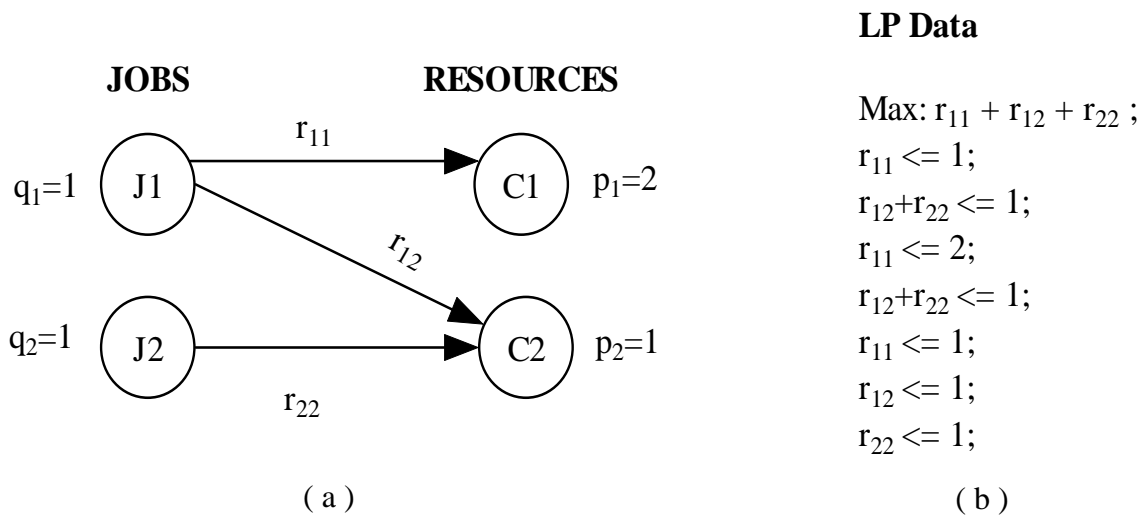 LP Data
JOBS RESOURCES
r₁₁
q₁=1 J1 C1 p₁=2
r₁₂
q₂=1 J2 C2 p₂=1
r₂₂
( a )
Max: r₁₁ + r₁₂ + r₂₂ ;
r₁₁ <= 1;
r₁₂+r₂₂ <= 1;
r₁₁ <= 2;
r₁₂+r₂₂ <= 1;
r₁₁ <= 1;
r₁₂ <= 1;
r₂₂ <= 1;
( b )